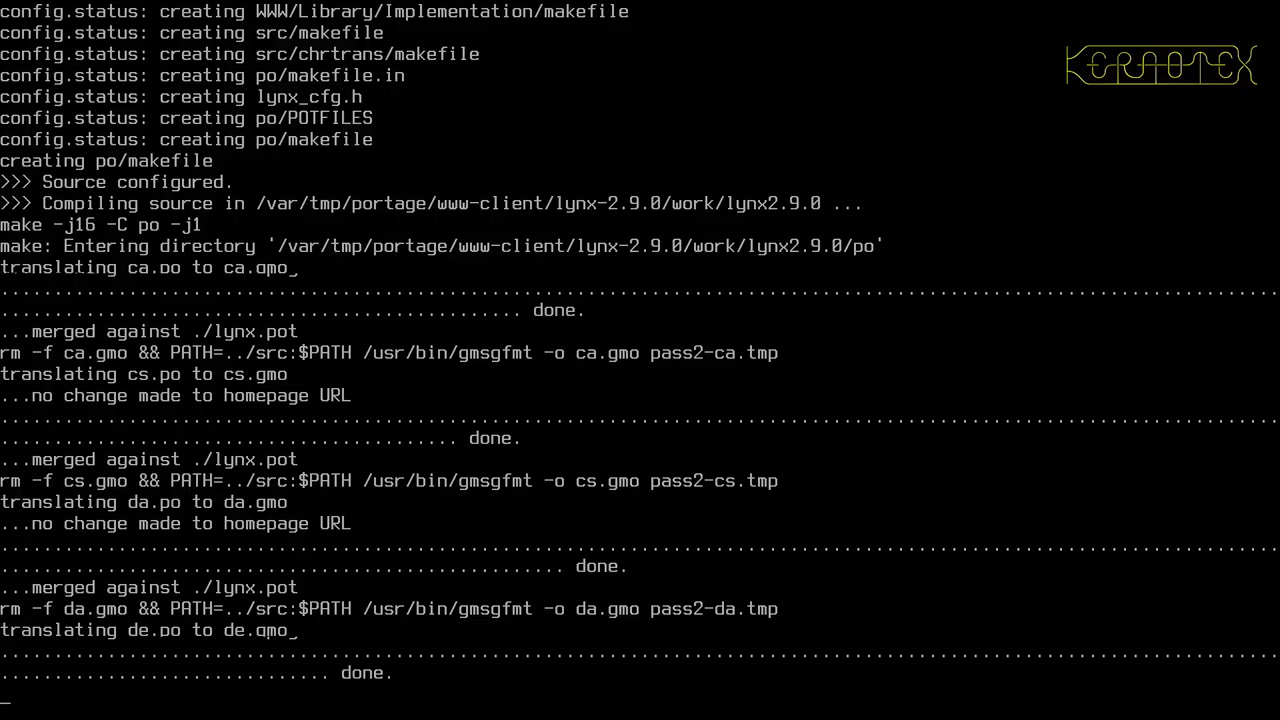 config.status: creating WWW/Library/Implementation/makefile
config.status: creating src/makefile
config.status: creating src/chrtrans/makefile
config.status: creating po/makefile.in
config.status: creating lynx_cfg.h
config.status: creating po/POTFILES
config.status: creating po/makefile
creating po/makefile
>>> Source configured.
>>> Compiling source in /var/tmp/portage/www-client/lynx-2.9.0/work/lynx2.9.0 ...
make -j16 -C po -j1
make: Entering directory '/var/tmp/portage/www-client/lynx-2.9.0/work/lynx2.9.0/po'
translating ca.po to ca.gmo
........................................................................................................................
................................................. done.
...merged against ./lynx.pot
rm -f ca.gmo && PATH=../src:$PATH /usr/bin/gmsgfmt -o ca.gmo pass2-ca.tmp
translating cs.po to cs.gmo
...no change made to homepage URL
........................................................................................................................
........................................... done.
...merged against ./lynx.pot
rm -f cs.gmo && PATH=../src:$PATH /usr/bin/gmsgfmt -o cs.gmo pass2-cs.tmp
translating da.po to da.gmo
...no change made to homepage URL
........................................................................................................................
..................................................... done.
...merged against ./lynx.pot
rm -f da.gmo && PATH=../src:$PATH /usr/bin/gmsgfmt -o da.gmo pass2-da.tmp
translating de.po to de.gmo
........................................................................................................................
............................... done.
_
KERNOTEX